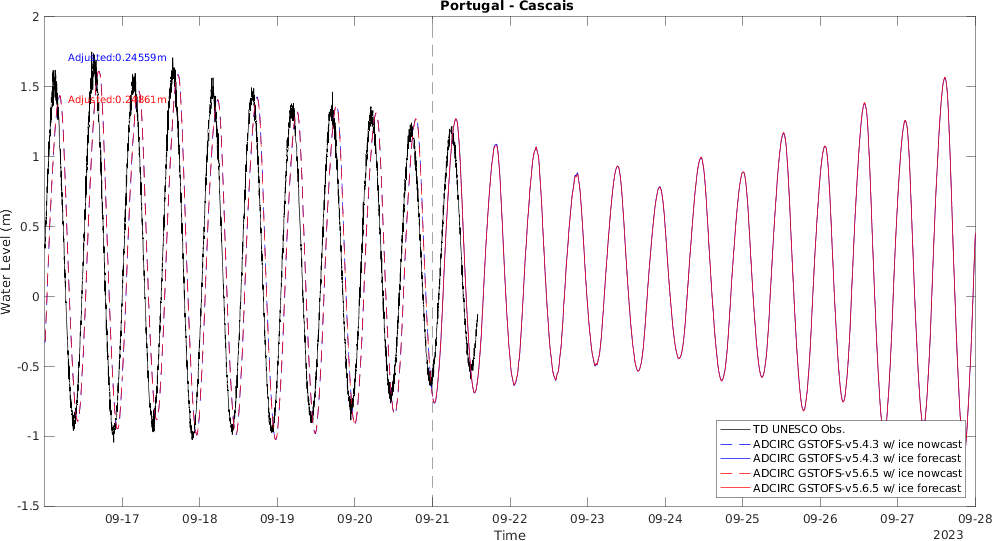 Portugal - Cascais
2
1.5
1
0.5
0
-0.5
-1
-1.5
Water Level (m)
Adjusted:0.24559m
Adjusted:0.24861m
TD UNESCO Obs.
ADCIRC GSTOFS-v5.4.3 w/ ice nowcast
ADCIRC GSTOFS-v5.4.3 w/ ice forecast
ADCIRC GSTOFS-v5.6.5 w/ ice nowcast
ADCIRC GSTOFS-v5.6.5 w/ ice forecast
09-17 09-18 09-19 09-20 09-21 09-22 09-23 09-24 09-25 09-26 09-27 09-28
Time
2023